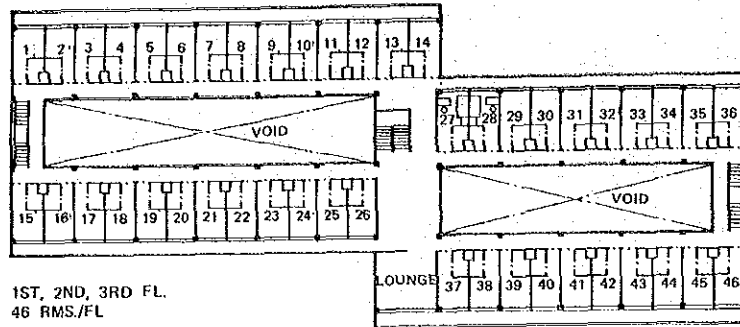 1 2 3 4 5 6 7 8 9 10 11 12 13 14
VOID
27 28 29 30 31 32 33 34 35 36
15 16 17 18 19 20 21 22 23 24 25 26
VOID
LOUNGE
37 38 39 40 41 42 43 44 45 46
1ST, 2ND, 3RD FL.
46 RMS./FL